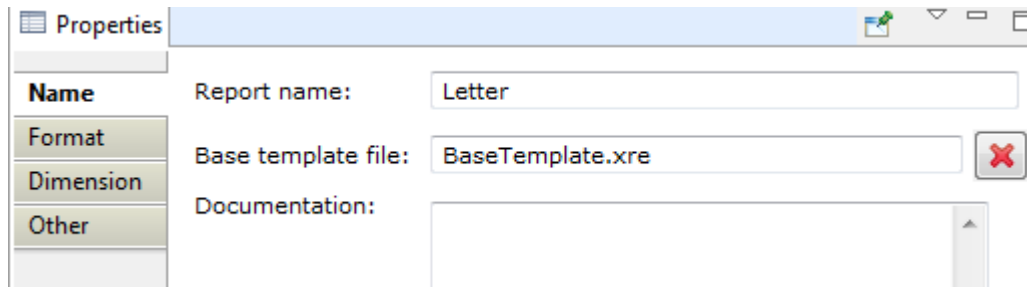 Properties
Name
Report name:
Letter
Format
Base template file:
BaseTemplate.xre
Dimension
Documentation:
Other